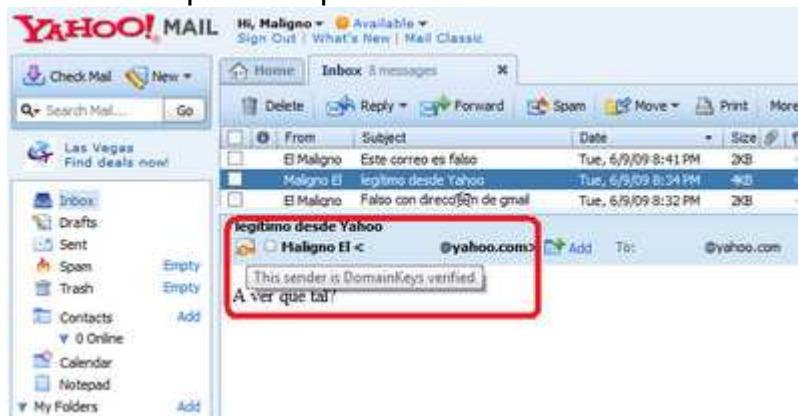 YAHOO! MAIL
Hi, Maligno Available
Sign Out | What's New | Mail Classic
Check Mail New
Home Inbox 8 messages
Search Mail... Go
Delete Reply Forward Spam Move Print More
From Subject Date Size
Las Vegas
Find deals now!
El Maligno Este correo es falso Tue, 6/9/09 8:41 PM 2KB
Maligno El legítimo desde Yahoo Tue, 6/9/09 8:34 PM 4KB
El Maligno Falso con dirección de gmail Tue, 6/9/09 8:32 PM 2KB
Inbox
Drafts
Sent
Spam Empty
Trash Empty
Contacts Add
0 Online
Calendar
Notepad
My Folders Add
legítimo desde Yahoo
Maligno El < @yahoo.com> Add To: @yahoo.com
This sender is DomainKeys verified
A ver que tal?